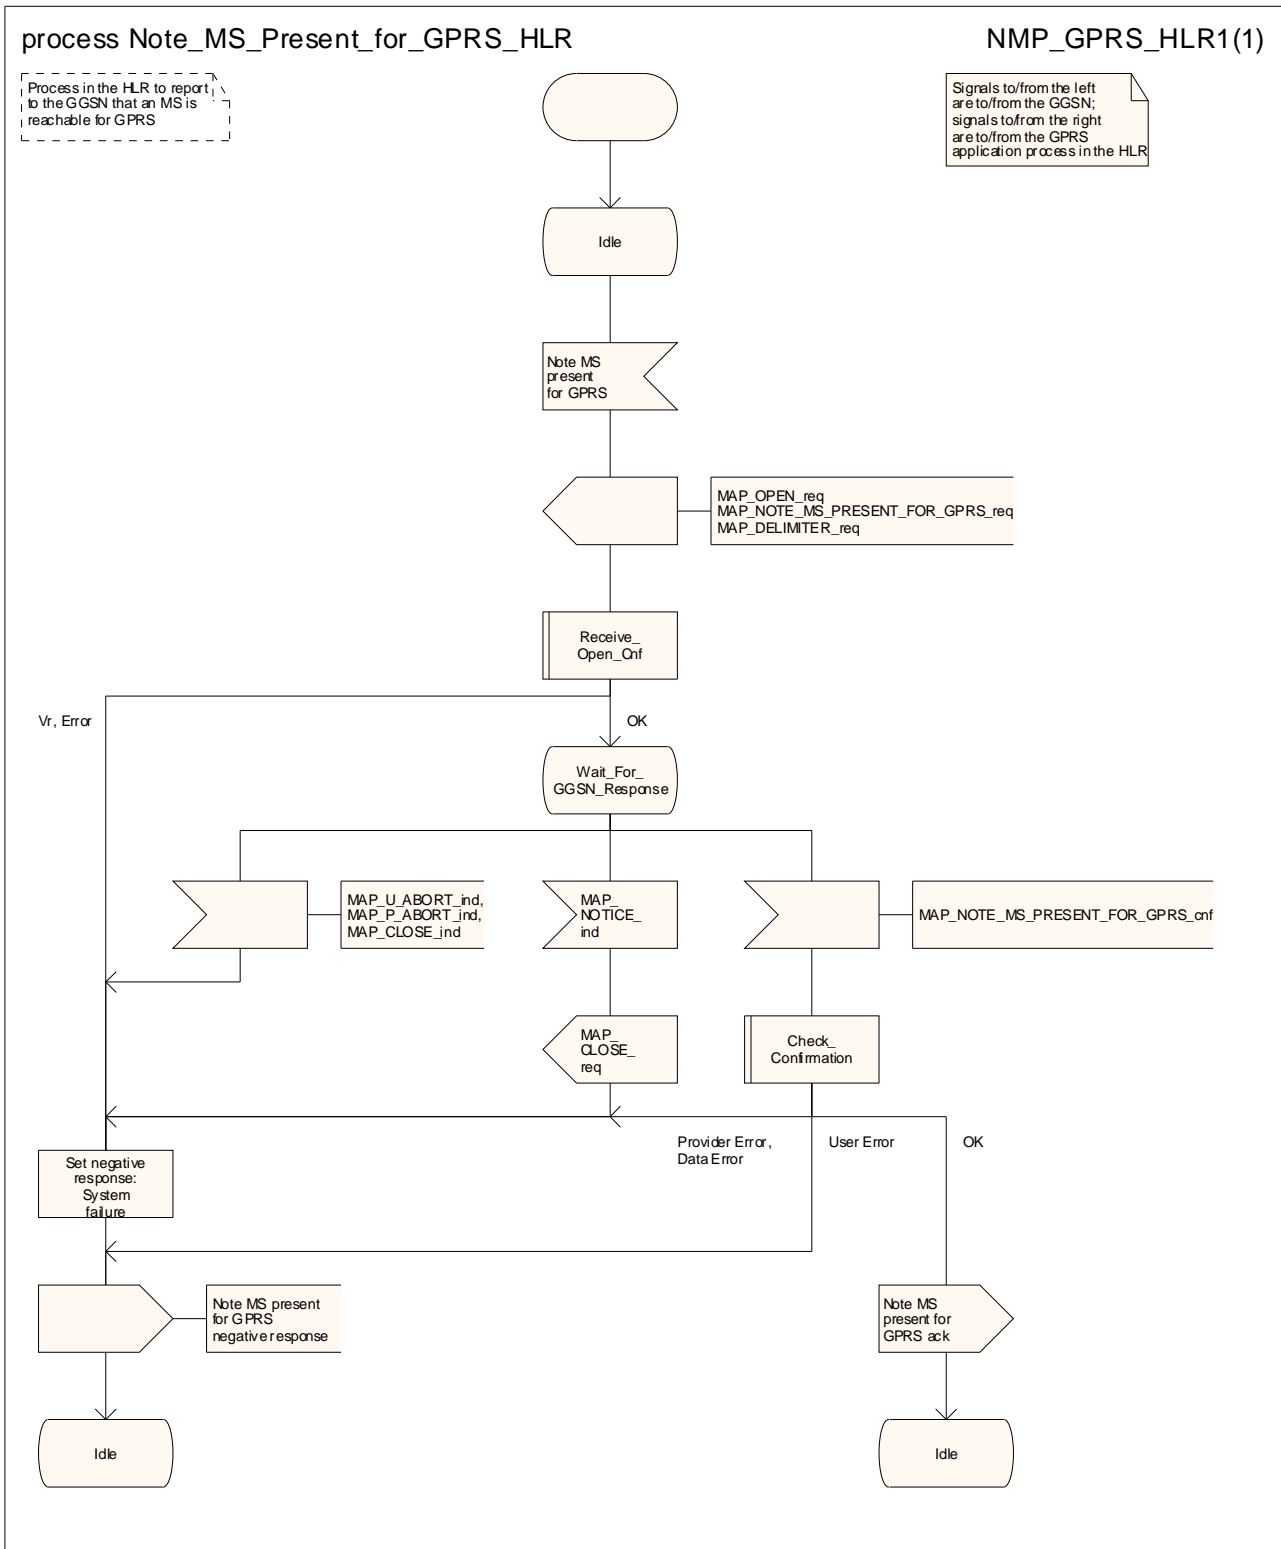 process Note_MS_Present_for_GPRS_HLR
NMP_GPRS_HLR1(1)
Process in the HLR to report
to the GGSN that an MS is
reachable for GPRS
Signals to/from the left
are to/from the GGSN;
signals to/from the right
are to/from the GPRS
application process in the HLR
Idle
Note MS
present
for GPRS
MAP_OPEN_req
MAP_NOTE_MS_PRESENT_FOR_GPRS_req
MAP_DELIMITER_req
Receive_
Open_Cnf
Vr, Error
OK
Wait_For_
GGSN_Response
MAP_U_ABORT_ind,
MAP_P_ABORT_ind,
MAP_CLOSE_ind
MAP_
NOTICE_
ind
MAP_NOTE_MS_PRESENT_FOR_GPRS_cnf
MAP_
CLOSE_
req
Check_
Confirmation
Provider Error,
Data Error
User Error
OK
Set negative
response:
System
failure
Note MS present
for GPRS
negative response
Note MS
present for
GPRS ack
Idle
Idle